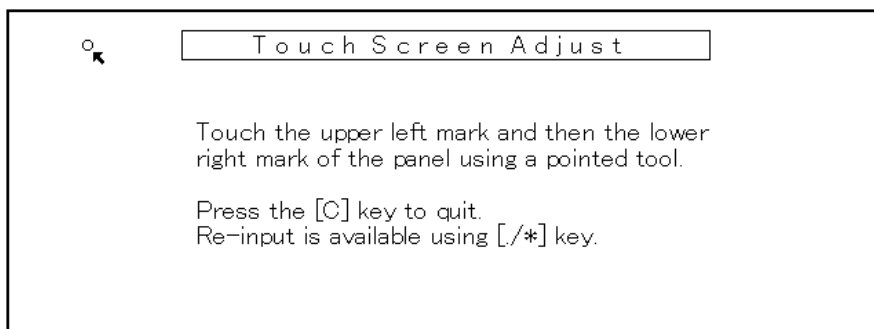 Touch Screen Adjust
Touch the upper left mark and then the lower
right mark of the panel using a pointed tool.
Press the [C] key to quit.
Re-input is available using [./*] key.